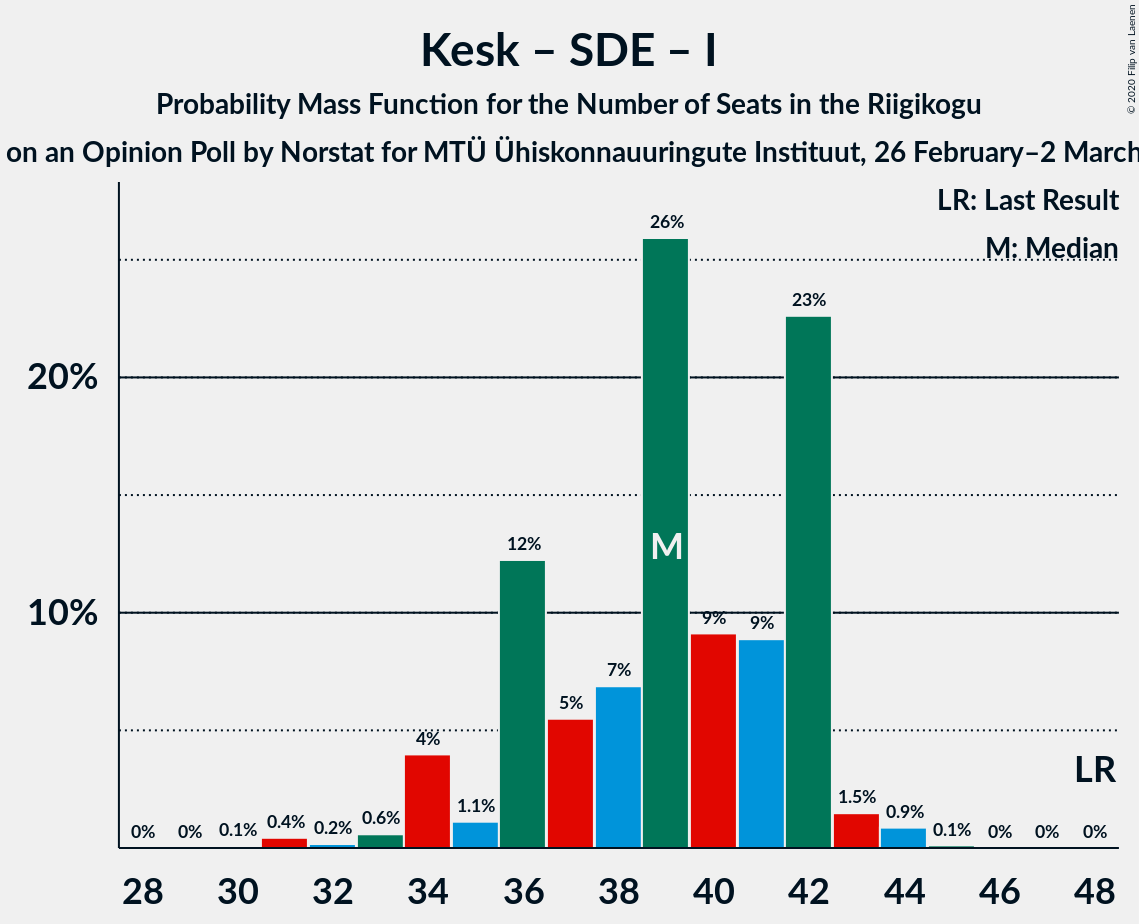 Kesk – SDE – I
Probability Mass Function for the Number of Seats in the Riigikogu
on an Opinion Poll by Norstat for MTÜ Ühiskonnauuringute Instituut, 26 February–2 March
© 2020 Filip van Laenen
LR: Last Result
M: Median
26%
23%
20%
12%
M
10%
9%
9%
7%
5%
4%
LR
1.1%
1.5%
0.9%
0%
0%
0.1%
0.4%
0.2%
0.6%
0.1%
0%
0%
0%
28 30 32 34 36 38 40 42 44 46 48